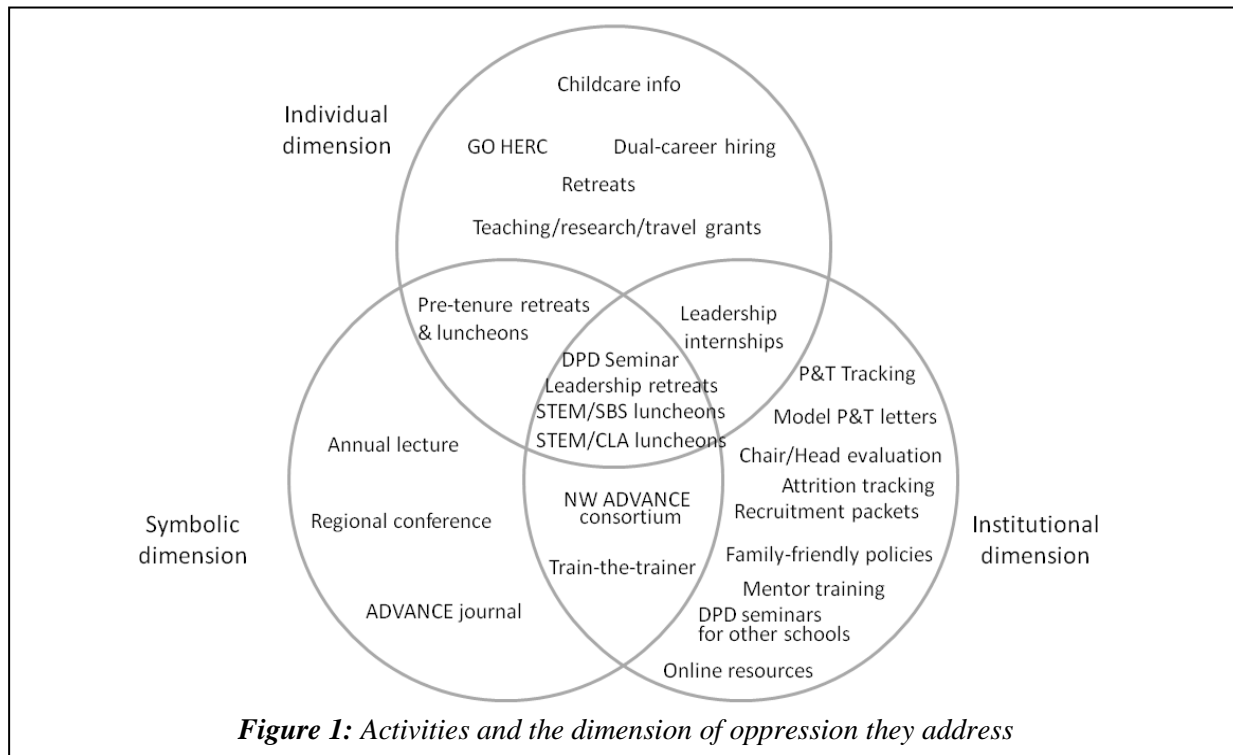 Childcare info
Individual
dimension
GO HERC
Dual-career hiring
Retreats
Teaching/research/travel grants
Pre-tenure retreats
& luncheons
Leadership
internships
DPD Seminar
Leadership retreats
STEM/SBS luncheons
STEM/CLA luncheons
P&T Tracking
Model P&T letters
Chair/Head evaluation
Attrition tracking
Recruitment packets
Family-friendly policies
Mentor training
DPD seminars
for other schools
Online resources
Institutional
dimension
Annual lecture
Regional conference
ADVANCE journal
Symbolic
dimension
NW ADVANCE
consortium
Train-the-trainer
Figure 1: Activities and the dimension of oppression they address